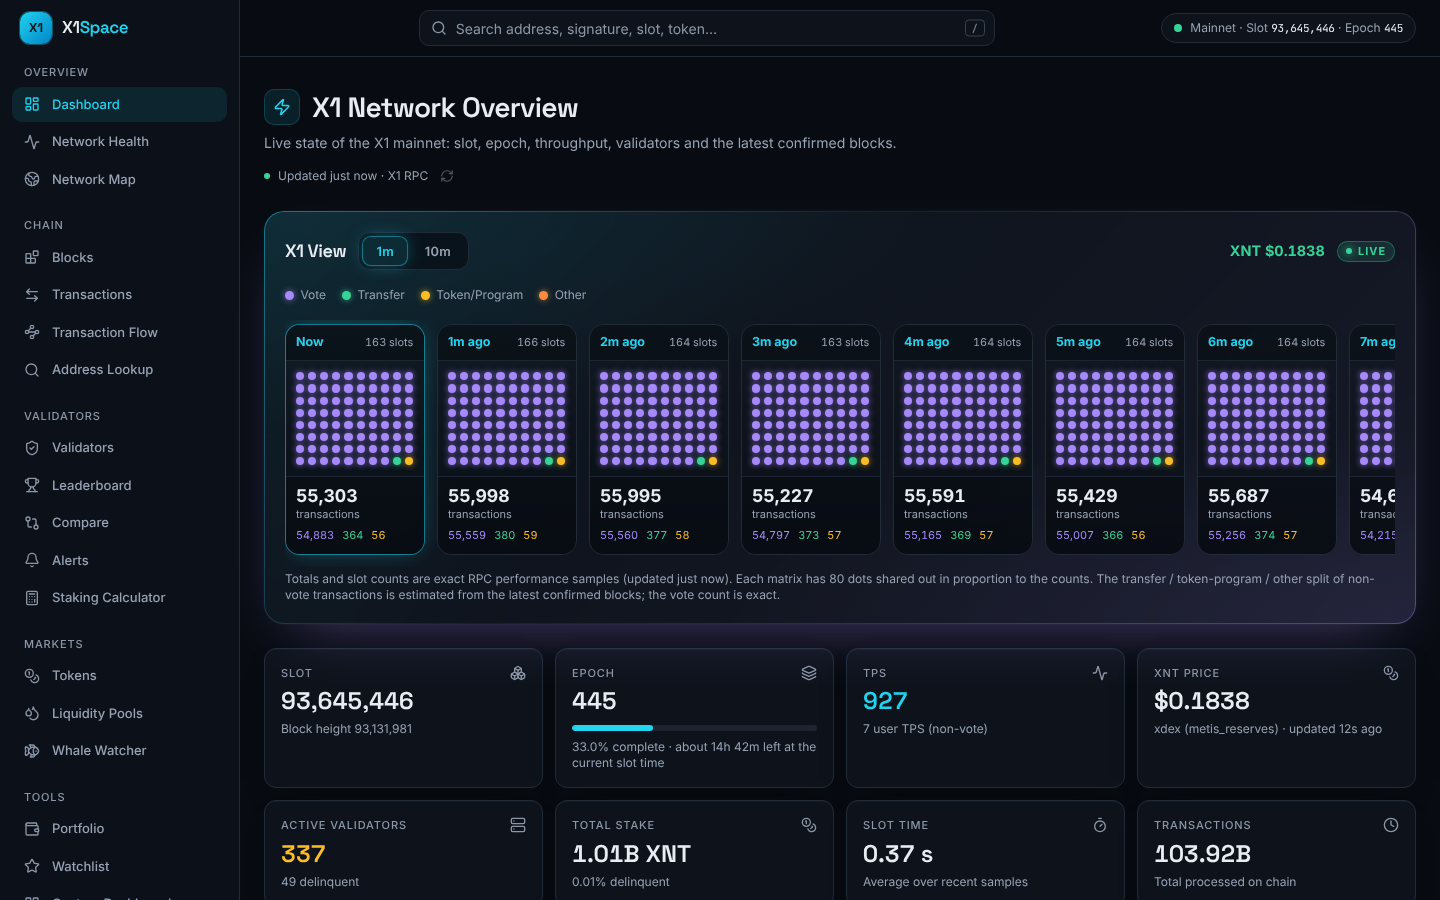 X1
X1Space
Search address, signature, slot, token...
/
Mainnet · Slot 93,645,446 · Epoch 445
OVERVIEW
Dashboard
Network Health
Network Map
CHAIN
Blocks
Transactions
Transaction Flow
Address Lookup
VALIDATORS
Validators
Leaderboard
Compare
Alerts
Staking Calculator
MARKETS
Tokens
Liquidity Pools
Whale Watcher
TOOLS
Portfolio
Watchlist
X1 Network Overview
Live state of the X1 mainnet: slot, epoch, throughput, validators and the latest confirmed blocks.
Updated just now · X1 RPC
X1 View
1m
10m
XNT $0.1838
LIVE
Vote
Transfer
Token/Program
Other
Now 163 slots
55,303
transactions
54,883 364 56
1m ago 166 slots
55,998
transactions
55,559 380 59
2m ago 164 slots
55,995
transactions
55,560 377 58
3m ago 163 slots
55,227
transactions
54,797 373 57
4m ago 164 slots
55,591
transactions
55,165 369 57
5m ago 164 slots
55,429
transactions
55,007 366 56
6m ago 164 slots
55,687
transactions
55,256 374 57
7m ag
54,6
transac
54,215
Totals and slot counts are exact RPC performance samples (updated just now). Each matrix has 80 dots shared out in proportion to the counts. The transfer / token-program / other split of non-
vote transactions is estimated from the latest confirmed blocks; the vote count is exact.
SLOT
93,645,446
Block height 93,131,981
EPOCH
445
33.0% complete · about 14h 42m left at the
current slot time
TPS
927
7 user TPS (non-vote)
XNT PRICE
$0.1838
xdex (metis_reserves) · updated 12s ago
ACTIVE VALIDATORS
337
49 delinquent
TOTAL STAKE
1.01B XNT
0.01% delinquent
SLOT TIME
0.37 s
Average over recent samples
TRANSACTIONS
103.92B
Total processed on chain